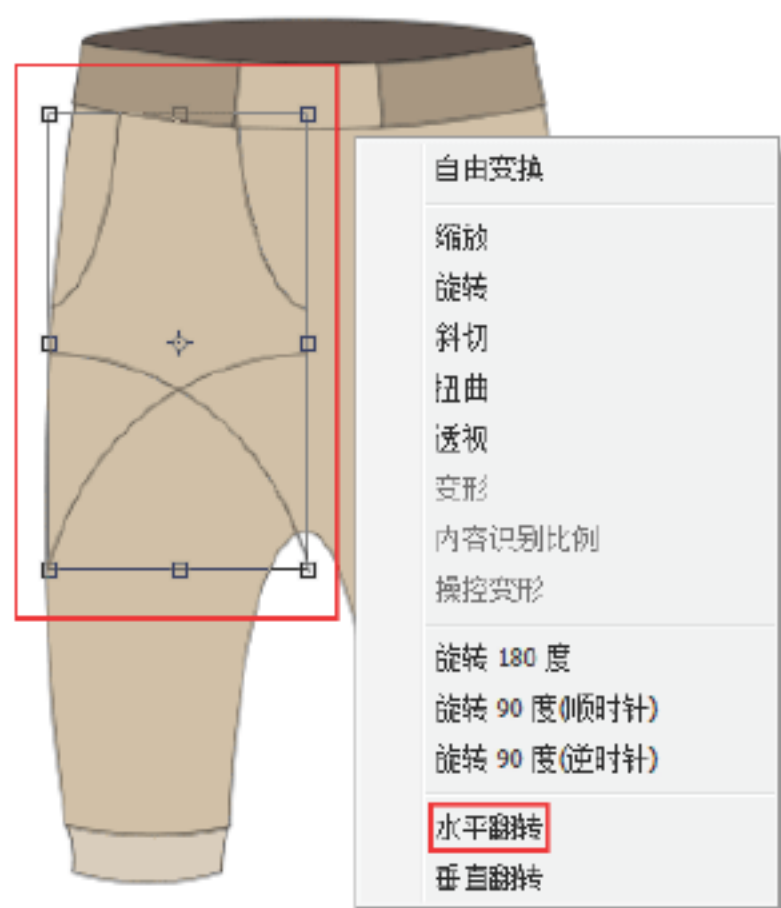 自由变换
缩放
旋转
斜切
扭曲
透视
变形
内容识别比例
操控变形
旋转 180 度
旋转 90 度(顺时针)
旋转 90 度(逆时针)
水平翻转
垂直翻转